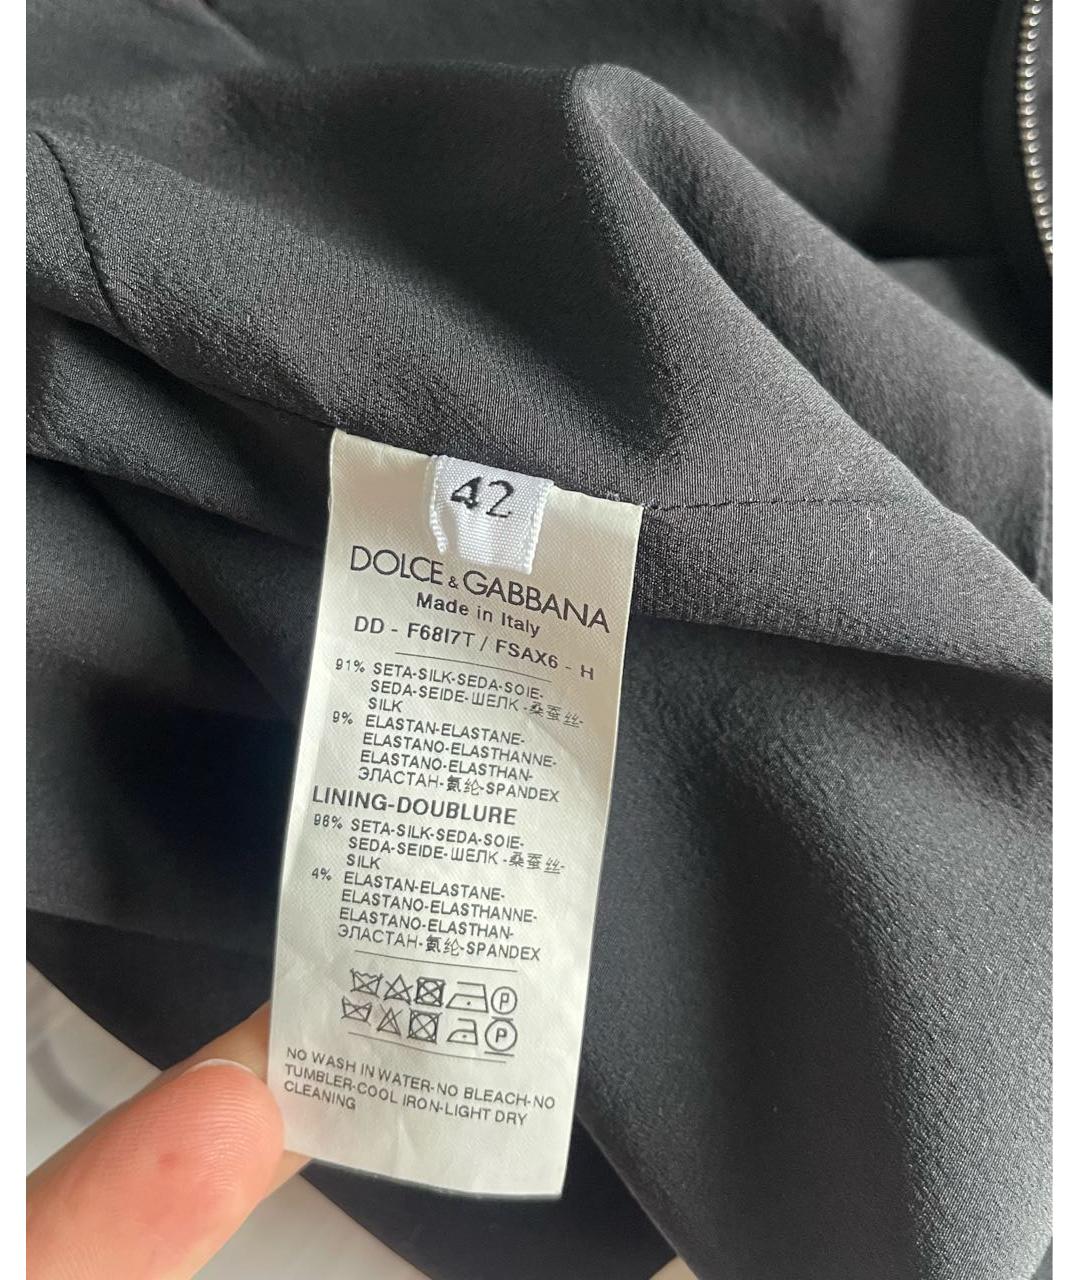 42
DOLCE & GABBANA
Made in Italy
DD - F68I7T / FSAX6 - H
91% SETA-SILK-SEDA-SOIE-
SEDA-SEIDE-ШЕЛК-桑蚕丝-
SILK
9% ELASTAN-ELASTANE-
ELASTANO-ELASTHANNE-
ELASTANO-ELASTHAN-
ЭЛАСТАН-氨纶-SPANDEX
LINING-DOUBLURE
96% SETA-SILK-SEDA-SOIE-
SEDA-SEIDE-ШЕЛК-桑蚕丝-
SILK
4% ELASTAN-ELASTANE-
ELASTANO-ELASTHANNE-
ELASTANO-ELASTHAN-
ЭЛАСТАН-氨纶-SPANDEX
P
P
NO WASH IN WATER-NO BLEACH-NO
TUMBLER-COOL IRON-LIGHT DRY
CLEANING